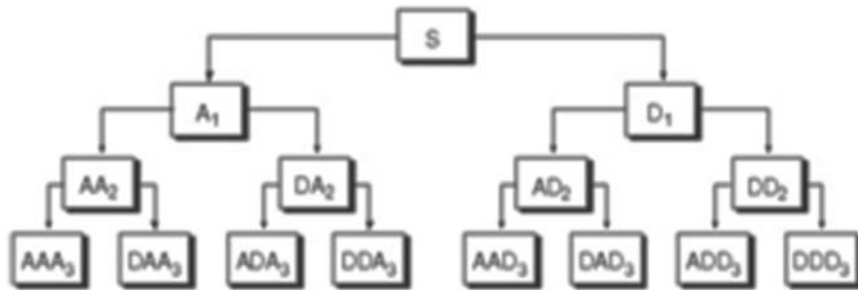 S
A₁ D₁
AA₂ DA₂ AD₂ DD₂
AAA₃ DAA₃ ADA₃ DDA₃ AAD₃ DAD₃ ADD₃ DDD₃